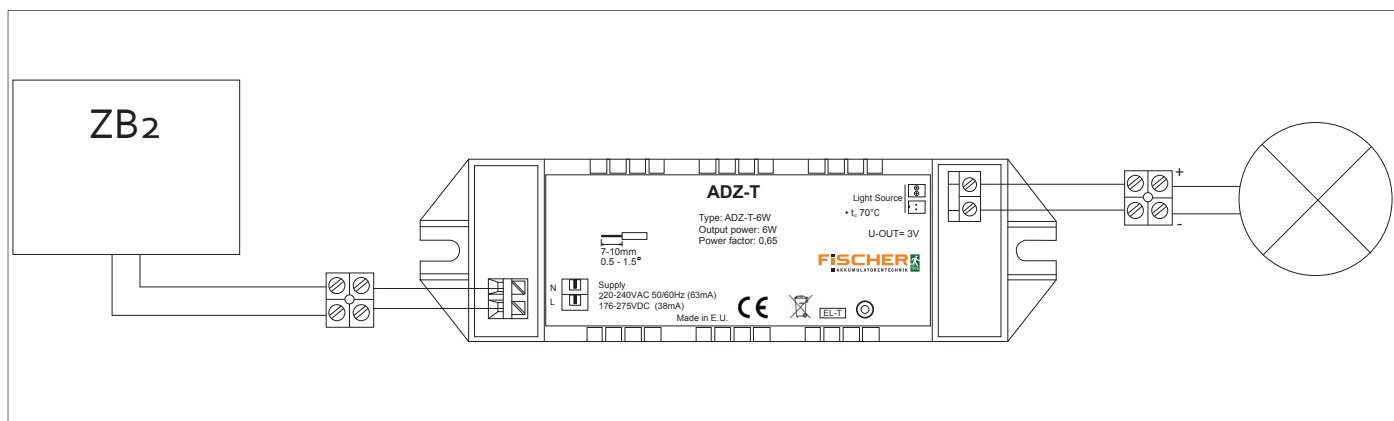 ZB2
ADZ-T
Type: ADZ-T-6W
Output power: 6W
Power factor: 0,65
Light Source
• tc 70°C
U-OUT= 3V
7-10mm
0.5 - 1.5°
FiSCHER
AKKUMULATORENTECHNIK
N
L
Supply
220-240VAC 50/60Hz (63mA)
176-275VDC (38mA)
Made in E.U.
CE
EL-T
+
-